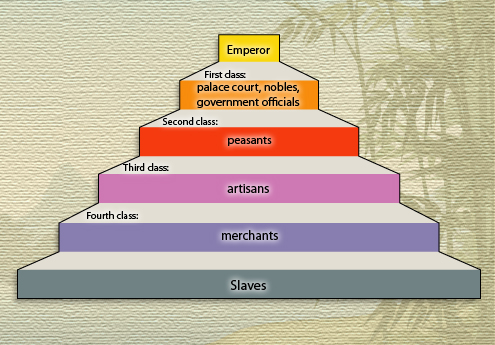 Emperor
First class:
palace court, nobles,
government officials
Second class:
peasants
Third class:
artisans
Fourth class:
merchants
Slaves